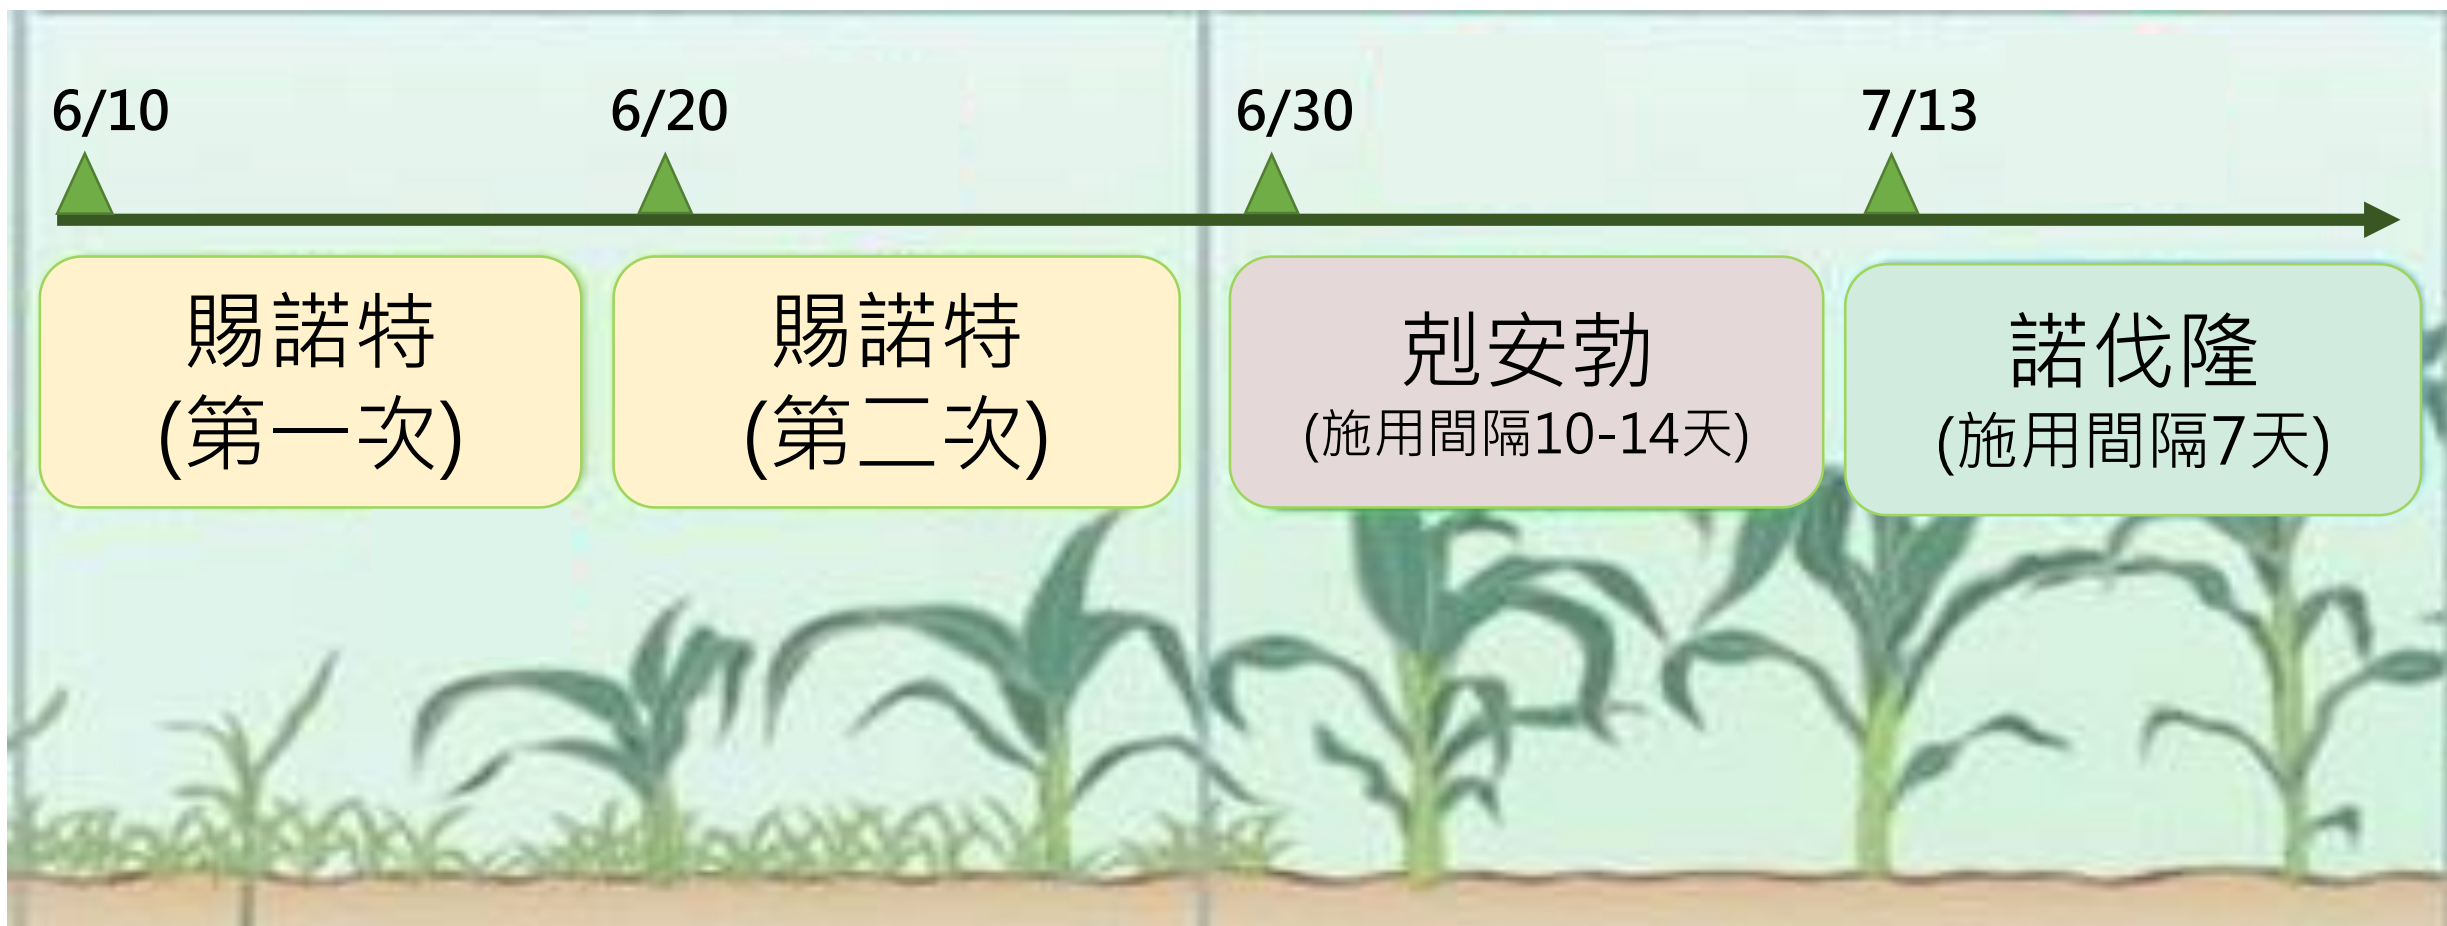 6/10
6/20
6/30
7/13
賜諾特
(第一次)
賜諾特
(第二次)
剋安勃
(施用間隔10-14天)
諾伐隆
(施用間隔7天)